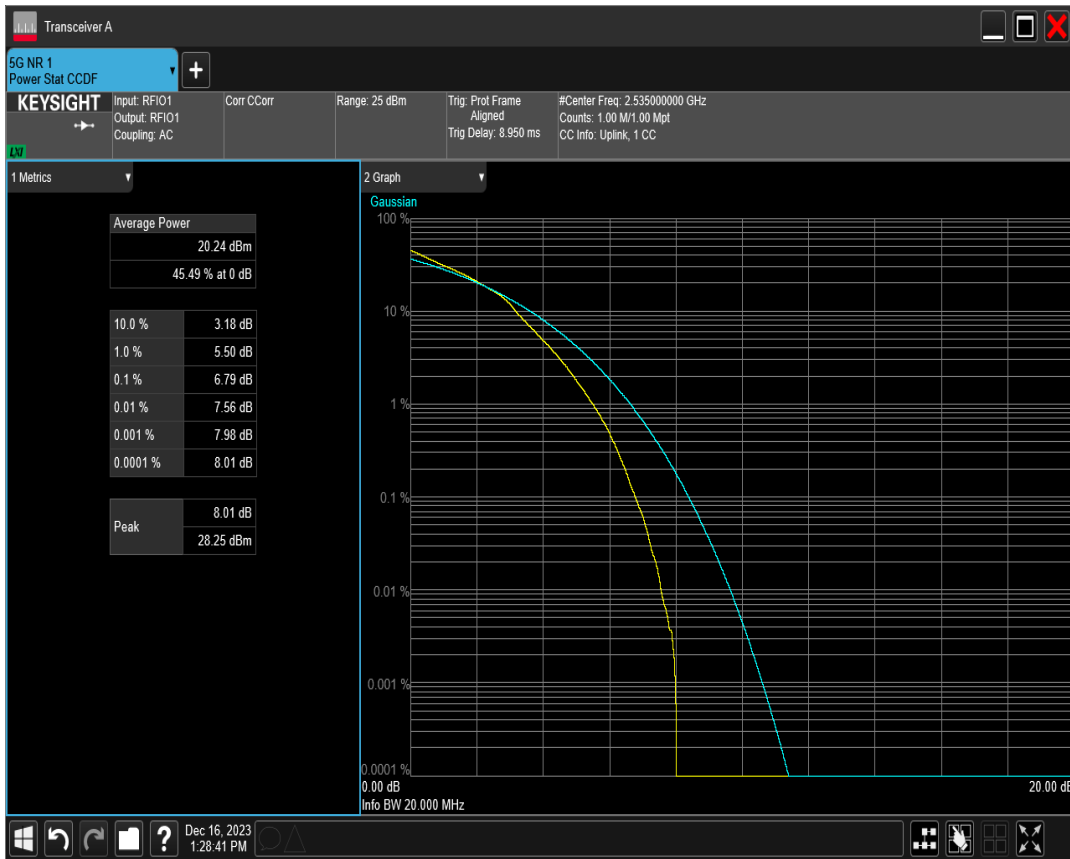 Transceiver A
5G NR 1
Power Stat CCDF
KEYSIGHT
LXI
Input: RFIO1
Output: RFIO1
Coupling: AC
Corr CCorr
Range: 25 dBm
Trig: Prot Frame
Aligned
Trig Delay: 8.950 ms
#Center Freq: 2.535000000 GHz
Counts: 1.00 M/1.00 Mpt
CC Info: Uplink, 1 CC
1 Metrics
Average Power
20.24 dBm
45.49 % at 0 dB
10.0 % 3.18 dB
1.0 % 5.50 dB
0.1 % 6.79 dB
0.01 % 7.56 dB
0.001 % 7.98 dB
0.0001 % 8.01 dB
Peak 8.01 dB
28.25 dBm
2 Graph
Gaussian
100 %
10 %
1 %
0.1 %
0.01 %
0.001 %
0.0001 %
0.00 dB 20.00 dB
Info BW 20.000 MHz
? Dec 16, 2023
1:28:41 PM